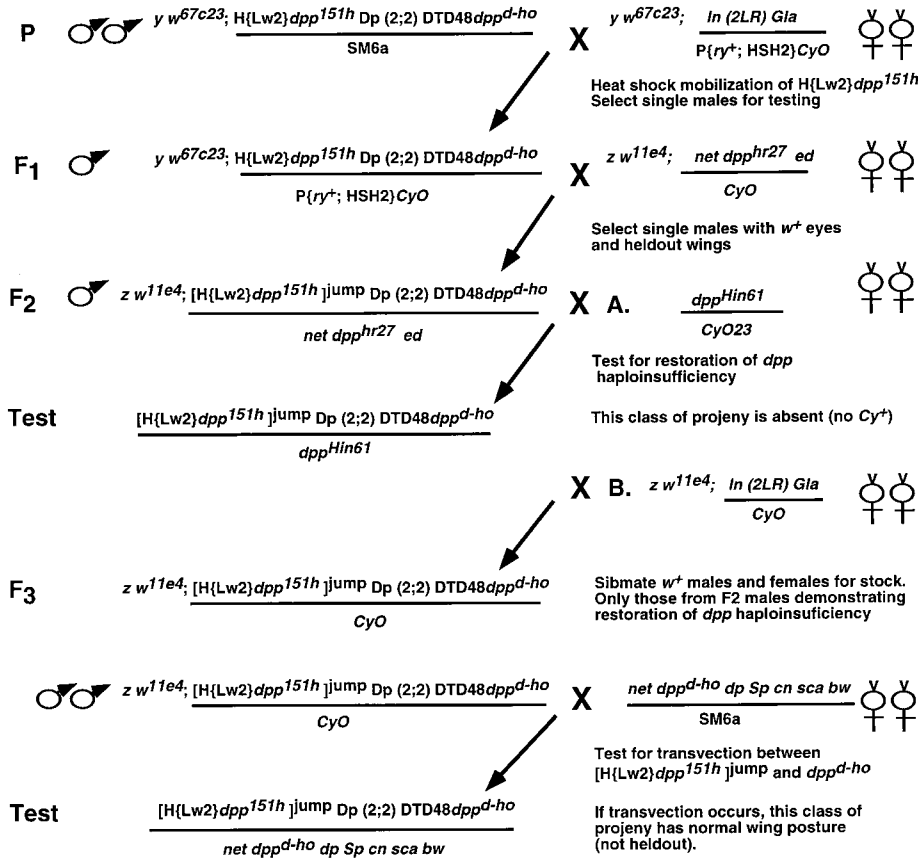 P y w67c23; H{Lw2}dpp151h Dp (2;2) DTD48dppd-ho X y w67c23; In (2LR) Gla
SM6a P{ry+; HSH2}CyO
Heat shock mobilization of H{Lw2}dpp151h
Select single males for testing
F1 y w67c23; H{Lw2}dpp151h Dp (2;2) DTD48dppd-ho X z w11e4; net dpphr27 ed
P{ry+; HSH2}CyO CyO
Select single males with w+ eyes
and heldout wings
F2 z w11e4; [H{Lw2}dpp151h ]jump Dp (2;2) DTD48dppd-ho X A. dppHin61
net dpphr27 ed CyO23
Test for restoration of dpp
haploinsufficiency
Test [H{Lw2}dpp151h ]jump Dp (2;2) DTD48dppd-ho This class of projeny is absent (no Cy+)
dppHin61
X B. z w11e4; In (2LR) Gla
CyO
F3 z w11e4; [H{Lw2}dpp151h ]jump Dp (2;2) DTD48dppd-ho
CyO
Sibmate w+ males and females for stock.
Only those from F2 males demonstrating
restoration of dpp haploinsuficiency
z w11e4; [H{Lw2}dpp151h ]jump Dp (2;2) DTD48dppd-ho X net dppd-ho dp Sp cn sca bw
CyO SM6a
Test for transvection between
[H{Lw2}dpp151h ]jump and dppd-ho
Test [H{Lw2}dpp151h ]jump Dp (2;2) DTD48dppd-ho
net dppd-ho dp Sp cn sca bw
If transvection occurs, this class of
projeny has normal wing posture
(not heldout).